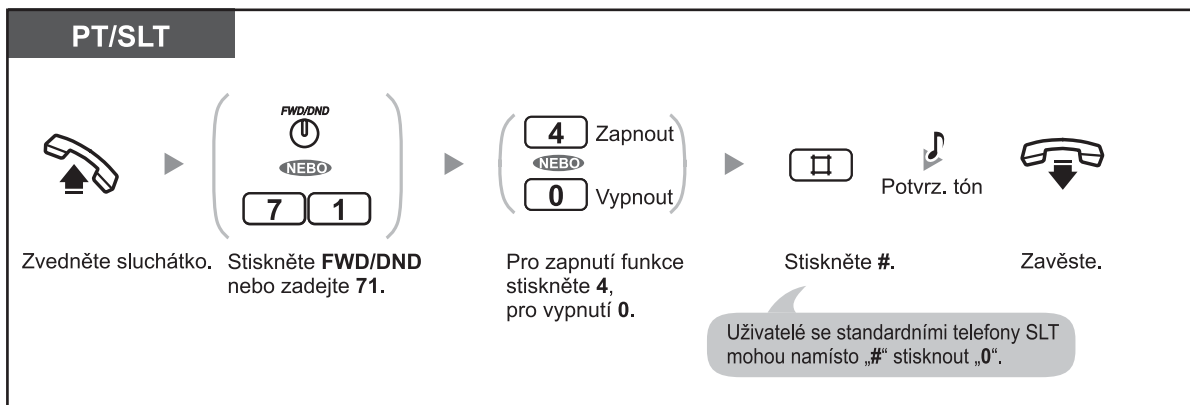 PT/SLT
FWD/DND
NEBO
7 1
4 Zapnout
NEBO
0 Vypnout
#
Potvrz. tón
Zvedněte sluchátko.
Stiskněte FWD/DND
nebo zadejte 71.
Pro zapnutí funkce
stiskněte 4,
pro vypnutí 0.
Stiskněte #.
Zavěste.
Uživatelé se standardními telefony SLT
mohou namísto „#“ stisknout „0“.